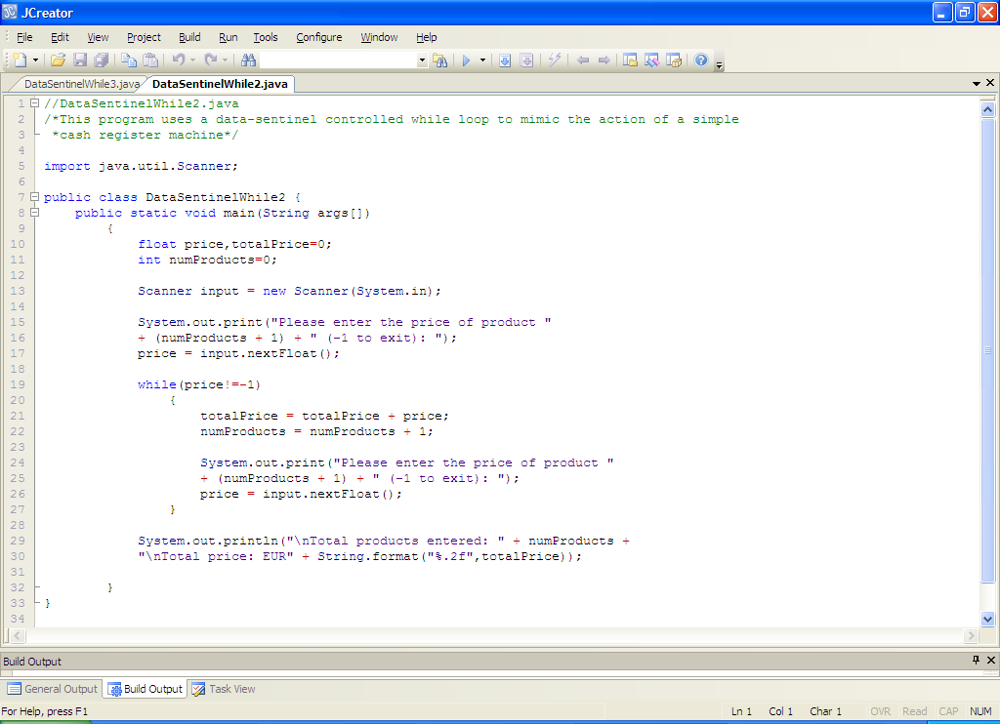 JCreator
File Edit View Project Build Run Tools Configure Window Help
DataSentinelWhile3.java DataSentinelWhile2.java
1 //DataSentinelWhile2.java
2 /*This program uses a data-sentinel controlled while loop to mimic the action of a simple
3 *cash register machine*/
4
5 import java.util.Scanner;
6
7 public class DataSentinelWhile2 {
8 public static void main(String args[])
9 {
10 float price,totalPrice=0;
11 int numProducts=0;
12
13 Scanner input = new Scanner(System.in);
14
15 System.out.print("Please enter the price of product "
16 + (numProducts + 1) + " (-1 to exit): ");
17 price = input.nextFloat();
18
19 while(price!=-1)
20 {
21 totalPrice = totalPrice + price;
22 numProducts = numProducts + 1;
23
24 System.out.print("Please enter the price of product "
25 + (numProducts + 1) + " (-1 to exit): ");
26 price = input.nextFloat();
27 }
28
29 System.out.println("\nTotal products entered: " + numProducts +
30 "\nTotal price: EUR" + String.format("%.2f",totalPrice));
31
32 }
33 }
34
Build Output
General Output Build Output Task View
For Help, press F1 Ln 1 Col 1 Char 1 OVR Read CAP NUM